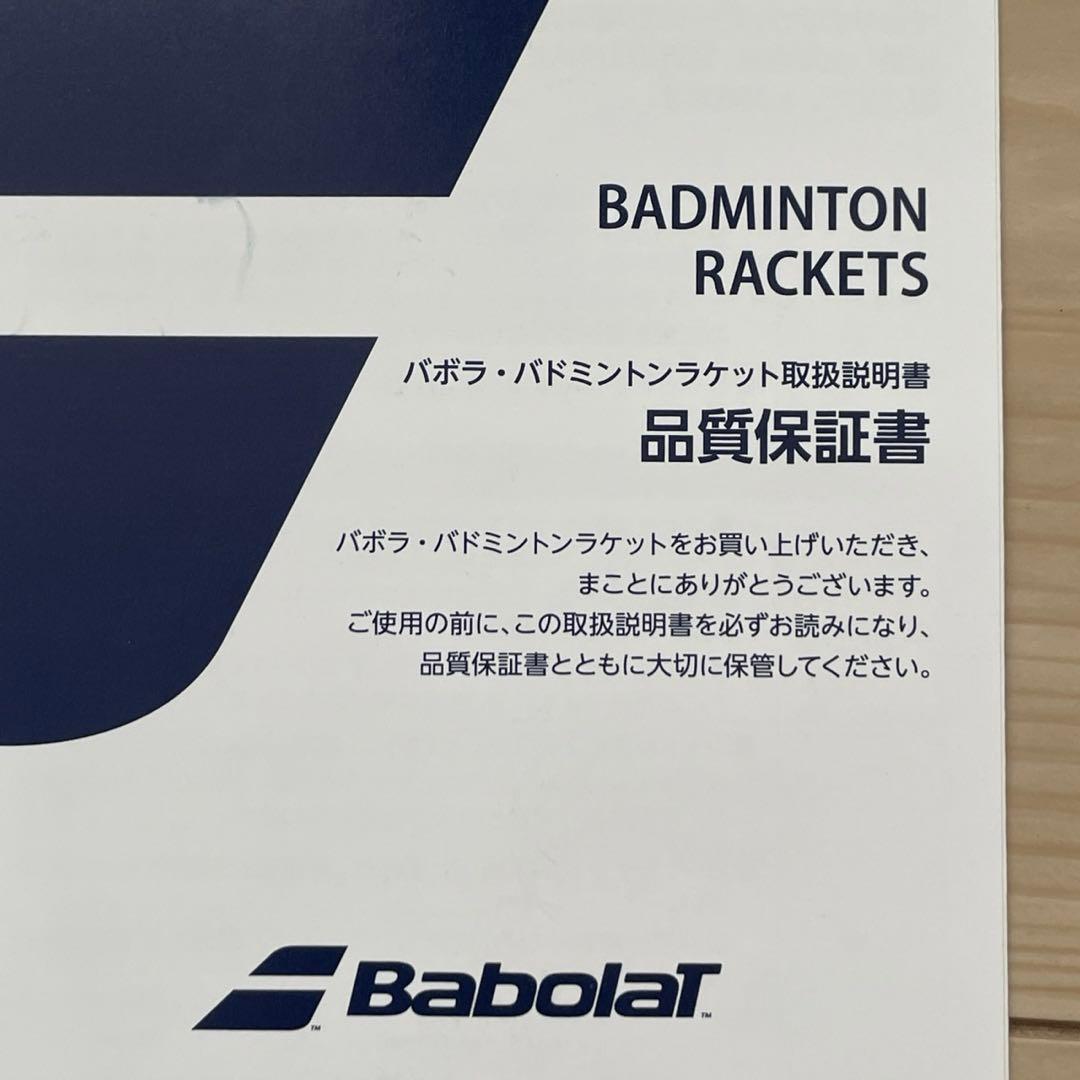 BADMINTON
RACKETS
バボラ・バドミントンラケット取扱説明書
品質保証書
バボラ・バドミントンラケットをお買い上げいただき、
まことにありがとうございます。
ご使用の前に、この取扱説明書を必ずお読みになり、
品質保証書とともに大切に保管してください。
BabolaT